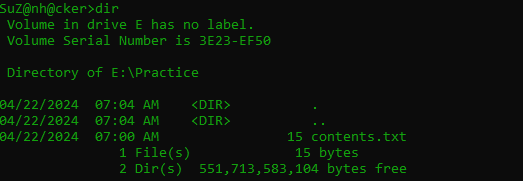 SuZ@nh@cker>dir
 Volume in drive E has no label.
 Volume Serial Number is 3E23-EF50

 Directory of E:\Practice

04/22/2024  07:04 AM    <DIR>          .
04/22/2024  07:04 AM    <DIR>          ..
04/22/2024  07:00 AM                15 contents.txt
               1 File(s)             15 bytes
               2 Dir(s)  551,713,583,104 bytes free